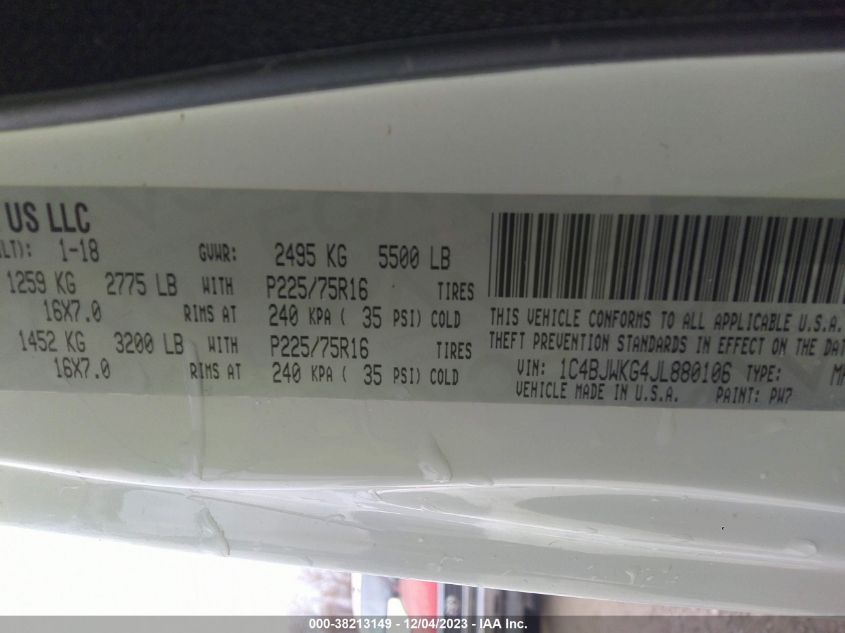 US LLC
1-18 GVWR: 2495 KG 5500 LB
1259 KG 2775 LB WITH P225/75R16 TIRES
16X7.0 RIMS AT 240 KPA ( 35 PSI) COLD
1452 KG 3200 LB WITH P225/75R16 TIRES
16X7.0 RIMS AT 240 KPA ( 35 PSI) COLD
THIS VEHICLE CONFORMS TO ALL APPLICABLE U.S.A.
THEFT PREVENTION STANDARDS IN EFFECT ON THE
VIN: 1C4BJWKG4JL880106 TYPE:
VEHICLE MADE IN U.S.A. PAINT: PW7
000-38213149 - 12/04/2023 - IAA Inc.